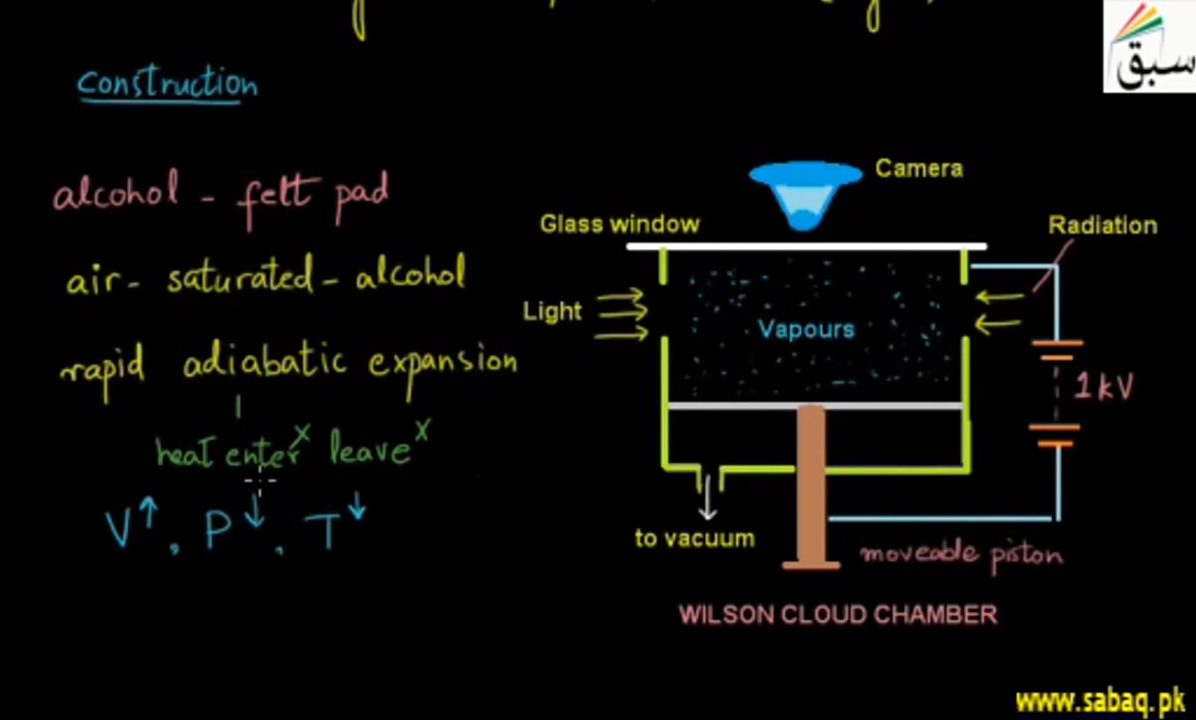 سبق
Construction
alcohol - felt pad
air - saturated - alcohol
rapid adiabatic expansion
heat enter x leave x
V↑, P↓, T↓
Camera
Glass window
Radiation
Light
Vapours
1kV
to vacuum
moveable piston
WILSON CLOUD CHAMBER
www.sabaq.pk